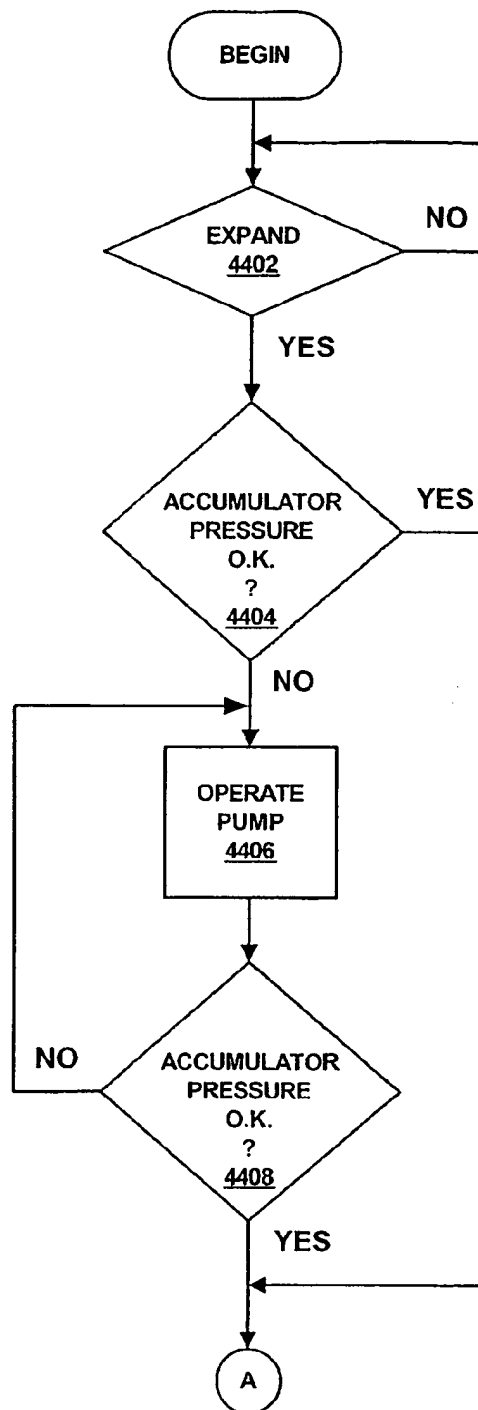 BEGIN
EXPAND
4402
NO
YES
ACCUMULATOR
PRESSURE
O.K.
?
4404
YES
NO
OPERATE
PUMP
4406
ACCUMULATOR
PRESSURE
O.K.
?
4408
NO
YES
A